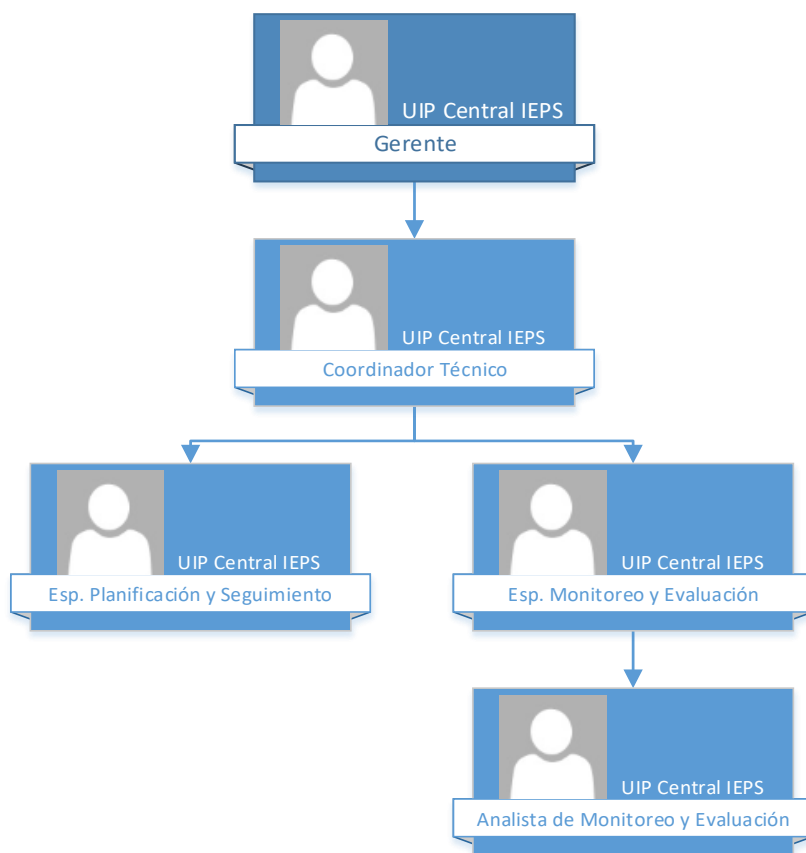 UIP Central IEPS
Gerente
UIP Central IEPS
Coordinador Técnico
UIP Central IEPS
Esp. Planificación y Seguimiento
UIP Central IEPS
Esp. Monitoreo y Evaluación
UIP Central IEPS
Analista de Monitoreo y Evaluación